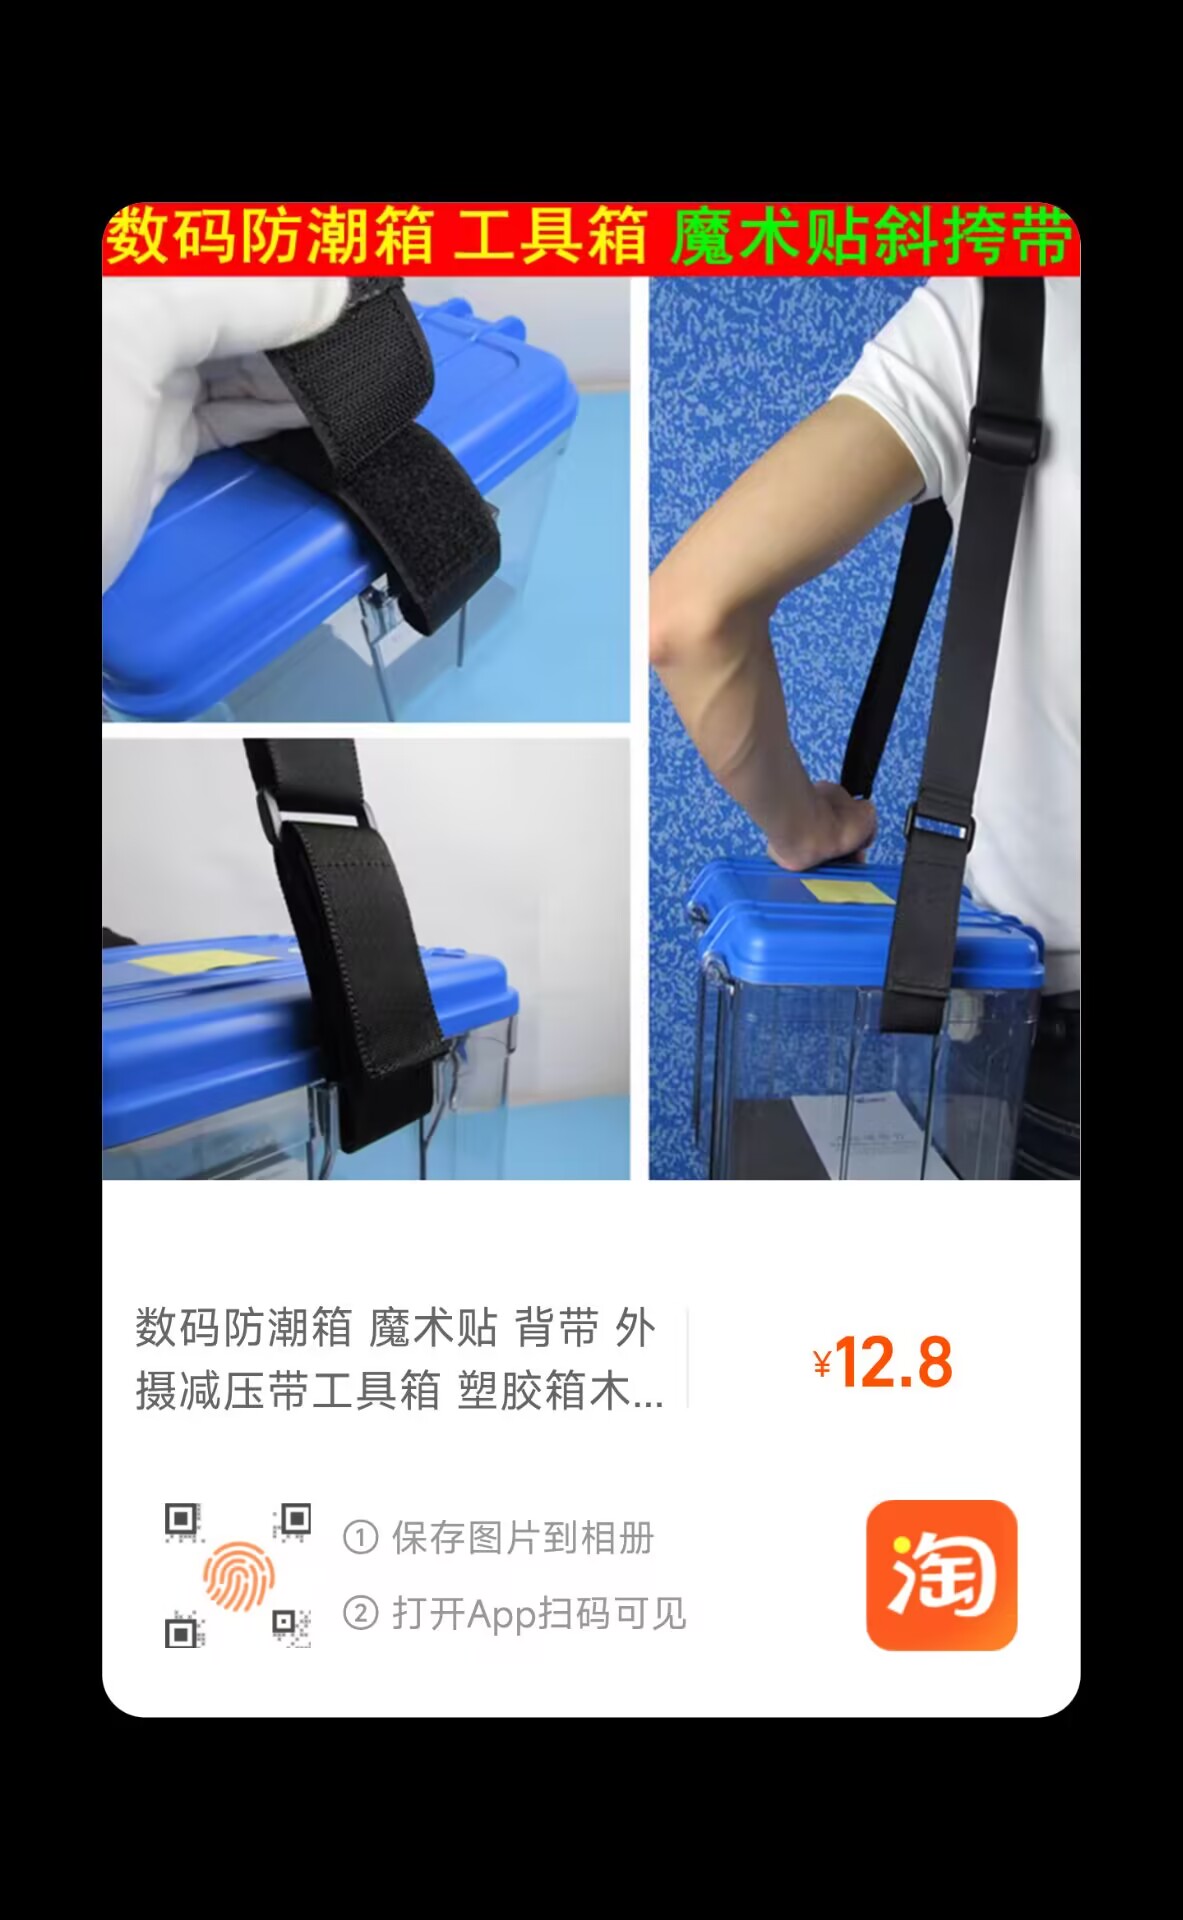 数码防潮箱 工具箱 魔术贴斜挎带
数码防潮箱 魔术贴 背带 外
摄减压带工具箱 塑胶箱木...
¥12.8
① 保存图片到相册
② 打开App扫码可见
淘